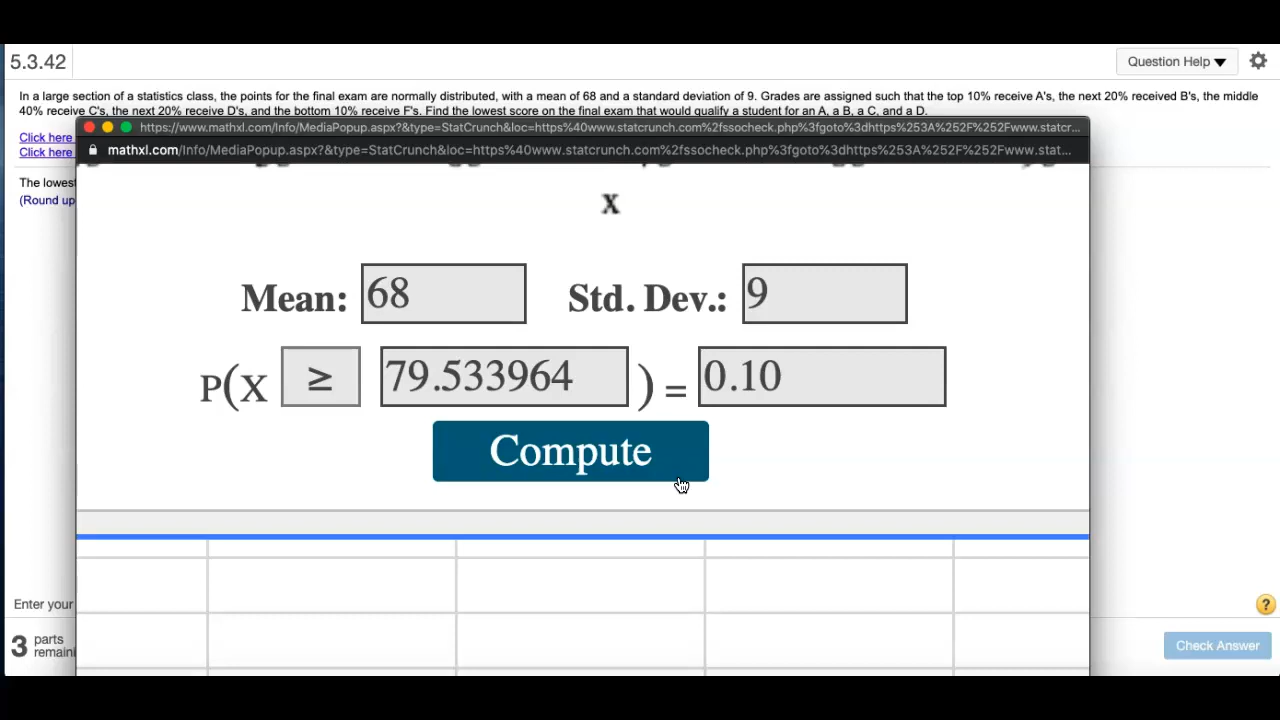 5.3.42
Question Help
In a large section of a statistics class, the points for the final exam are normally distributed, with a mean of 68 and a standard deviation of 9. Grades are assigned such that the top 10% receive A's, the next 20% received B's, the middle
40% receive C's, the next 20% receive D's, and the bottom 10% receive F's. Find the lowest score on the final exam that would qualify a student for an A, a B, a C, and a D.
Click here
Click here
https://www.mathxl.com/Info/MediaPopup.aspx?&type=StatCrunch&loc=https%40www.statcrunch.com%2fssocheck.php%3fgoto%3dhttps%253A%252F%252Fwww.statcr...
mathxl.com/Info/MediaPopup.aspx?&type=StatCrunch&loc=https%40www.statcrunch.com%2fssocheck.php%3fgoto%3dhttps%253A%252F%252Fwww.stat...
The lowest
(Round up
X
Mean: 68 Std. Dev.: 9
P(X ≥ 79.533964 ) = 0.10
Compute
Enter your
?
3 parts
remaini
Check Answer